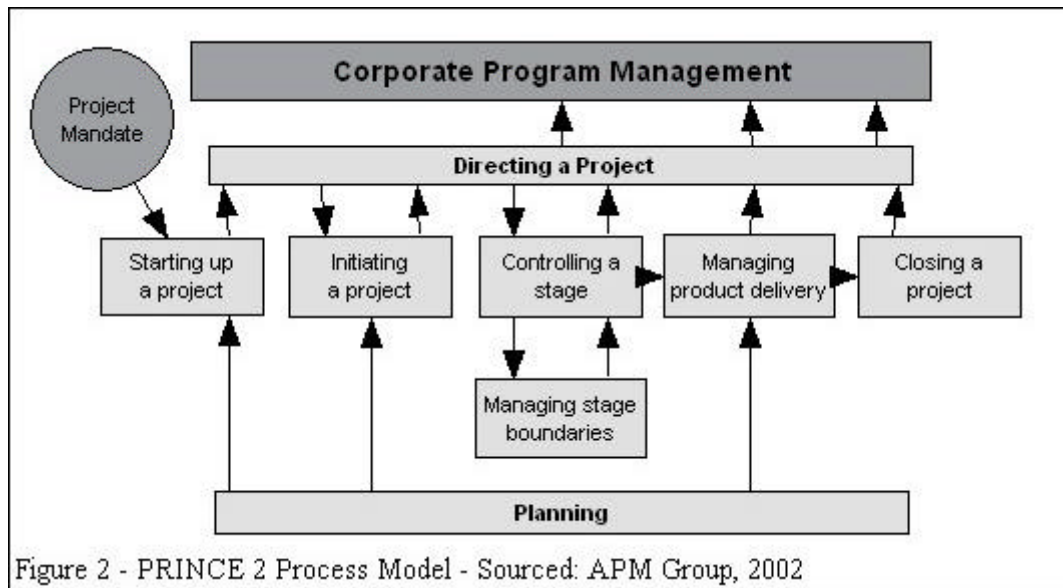 Corporate Program Management
Project
Mandate
Directing a Project
Starting up
a project
Initiating
a project
Controlling a
stage
Managing
product delivery
Closing a
project
Managing stage
boundaries
Planning
Figure 2 - PRINCE 2 Process Model - Sourced: APM Group, 2002